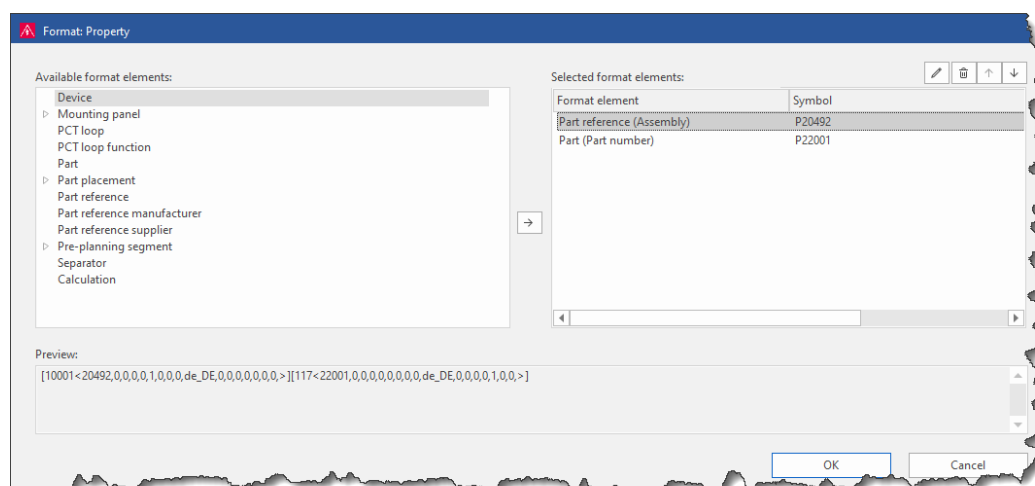 Format: Property
Available format elements:
Device
Mounting panel
PCT loop
PCT loop function
Part
Part placement
Part reference
Part reference manufacturer
Part reference supplier
Pre-planning segment
Separator
Calculation
Selected format elements:
Format element Symbol
Part reference (Assembly) P20492
Part (Part number) P22001
Preview:
[10001<20492,0,0,0,0,1,0,0,0,de_DE,0,0,0,0,0,0,0,>][117<22001,0,0,0,0,0,0,0,0,de_DE,0,0,0,0,1,0,0,>]
OK Cancel